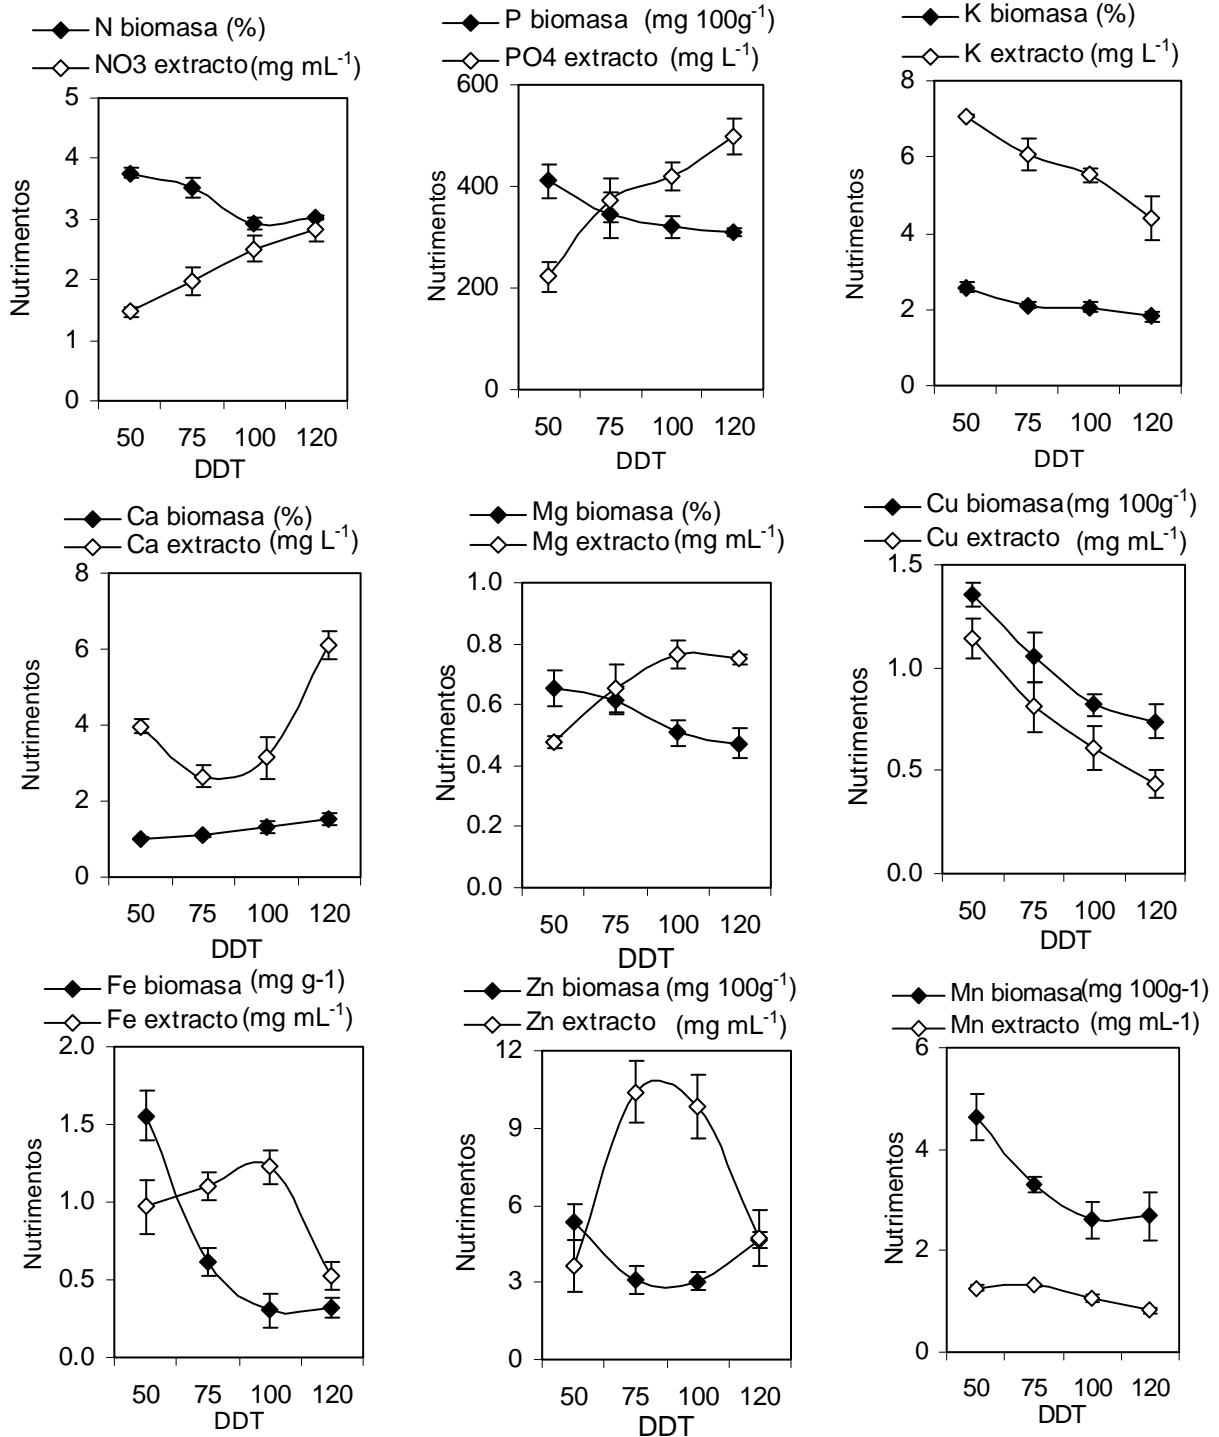 N biomasa (%)
NO3 extracto (mg mL-1)
5
4
3
2
1
0
Nutrimentos
50 75 100 120
DDT
P biomasa (mg 100g-1)
PO4 extracto (mg L-1)
600
400
200
0
Nutrimentos
50 75 100 120
DDT
K biomasa (%)
K extracto (mg L-1)
8
6
4
2
0
Nutrimentos
50 75 100 120
DDT
Ca biomasa (%)
Ca extracto (mg L-1)
8
6
4
2
0
Nutrimentos
50 75 100 120
DDT
Mg biomasa (%)
Mg extracto (mg mL-1)
1.0
0.8
0.6
0.4
0.2
0.0
Nutrimentos
50 75 100 120
DDT
Cu biomasa (mg 100g-1)
Cu extracto (mg mL-1)
1.5
1.0
0.5
0.0
Nutrimentos
50 75 100 120
DDT
Fe biomasa (mg g-1)
Fe extracto (mg mL-1)
2.0
1.5
1.0
0.5
0.0
Nutrimentos
50 75 100 120
DDT
Zn biomasa (mg 100g-1)
Zn extracto (mg mL-1)
12
9
6
3
0
Nutrimentos
50 75 100 120
DDT
Mn biomasa (mg 100g-1)
Mn extracto (mg mL-1)
6
4
2
0
Nutrimentos
50 75 100 120
DDT